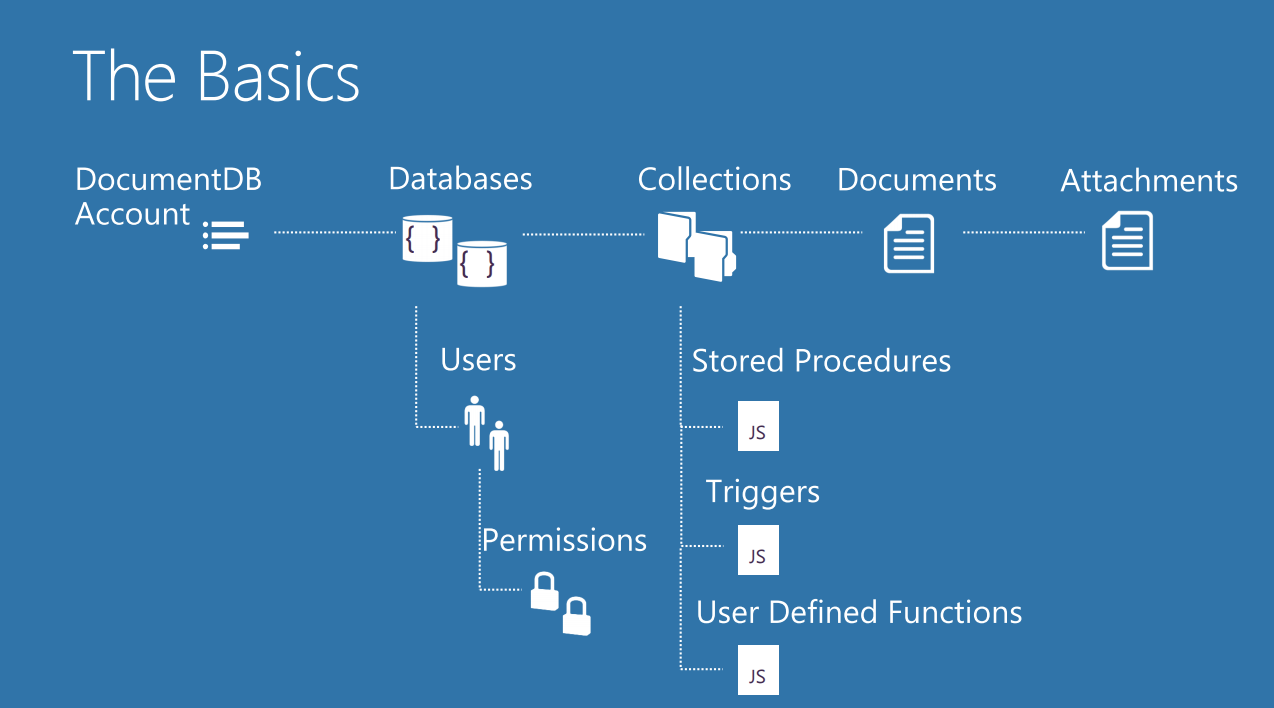 The Basics
DocumentDB
Account
Databases
Collections
Documents
Attachments
{ }
{ }
Users
Stored Procedures
JS
Triggers
JS
Permissions
User Defined Functions
JS